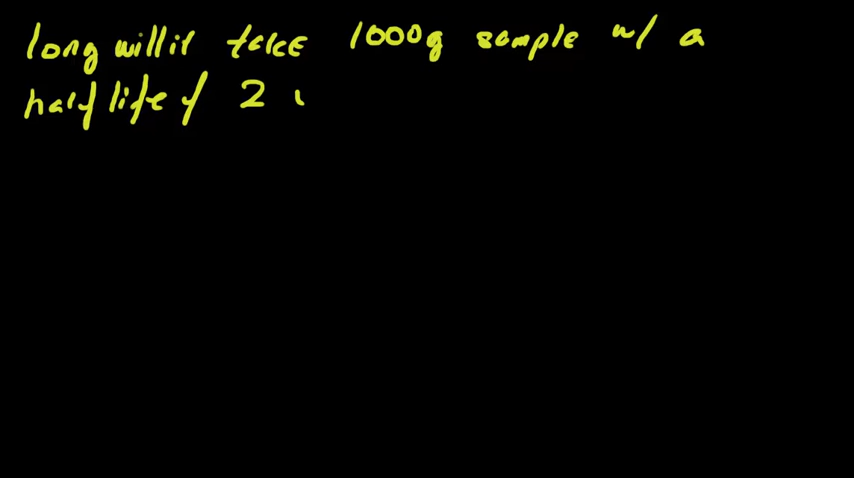 long will it take 1000g sample w/ a
half life of 2